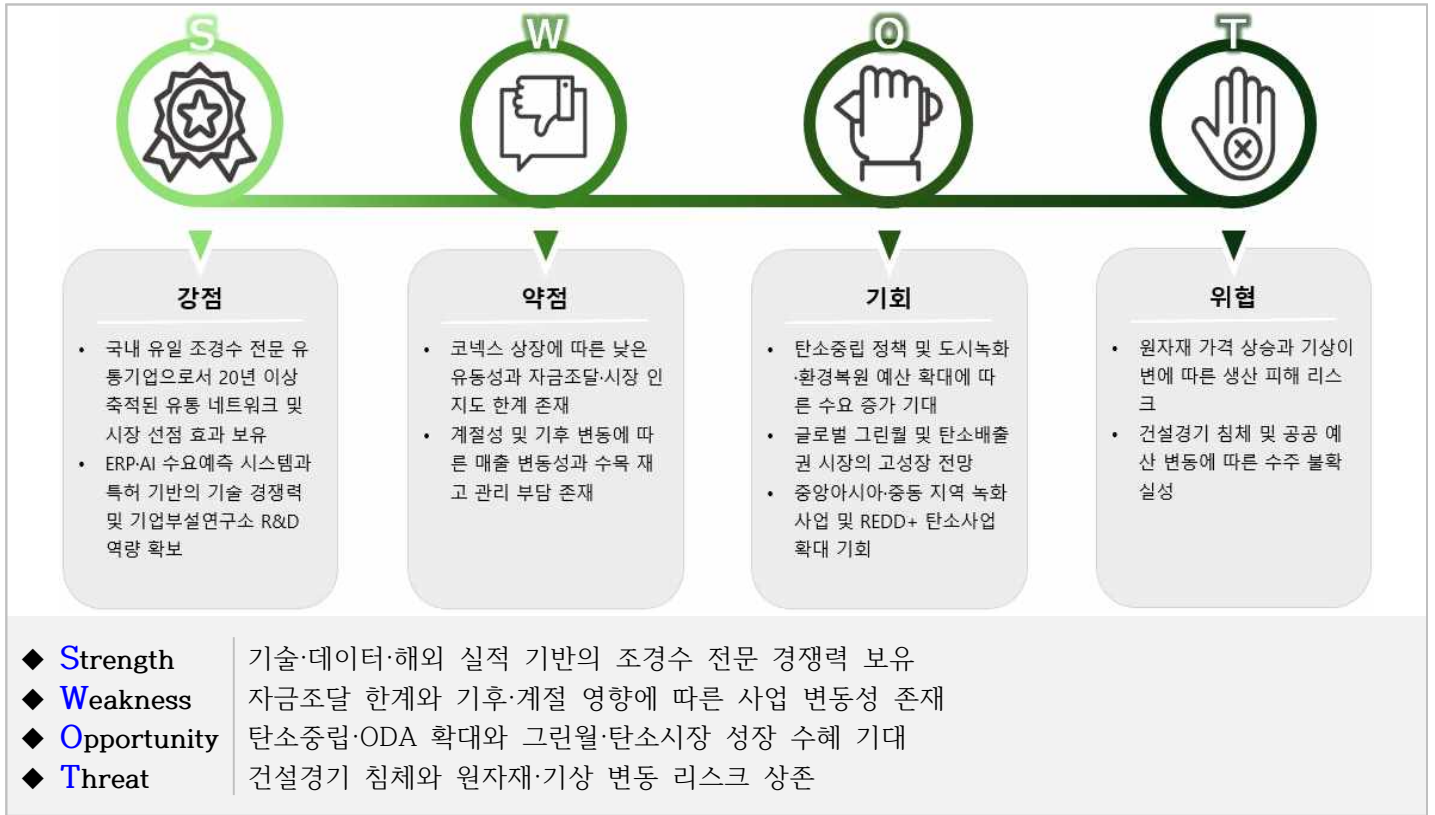 S
W
O
T
강점
• 국내 유일 조경수 전문 유
통기업으로서 20년 이상
축적된 유통 네트워크 및
시장 선점 효과 보유
• ERP·AI 수요예측 시스템과
특허 기반의 기술 경쟁력
및 기업부설연구소 R&D
역량 확보
약점
• 코넥스 상장에 따른 낮은
유동성과 자금조달·시장 인
지도 한계 존재
• 계절성 및 기후 변동에 따
른 매출 변동성과 수목 재
고 관리 부담 존재
기회
• 탄소중립 정책 및 도시녹화
·환경복원 예산 확대에 따
른 수요 증가 기대
• 글로벌 그린월 및 탄소배출
권 시장의 고성장 전망
• 중앙아시아·중동 지역 녹화
사업 및 REDD+ 탄소사업
확대 기회
위협
• 원자재 가격 상승과 기상이
변에 따른 생산 피해 리스
크
• 건설경기 침체 및 공공 예
산 변동에 따른 수주 불확
실성
◆ Strength 기술·데이터·해외 실적 기반의 조경수 전문 경쟁력 보유
◆ Weakness 자금조달 한계와 기후·계절 영향에 따른 사업 변동성 존재
◆ Opportunity 탄소중립·ODA 확대와 그린월·탄소시장 성장 수혜 기대
◆ Threat 건설경기 침체와 원자재·기상 변동 리스크 상존